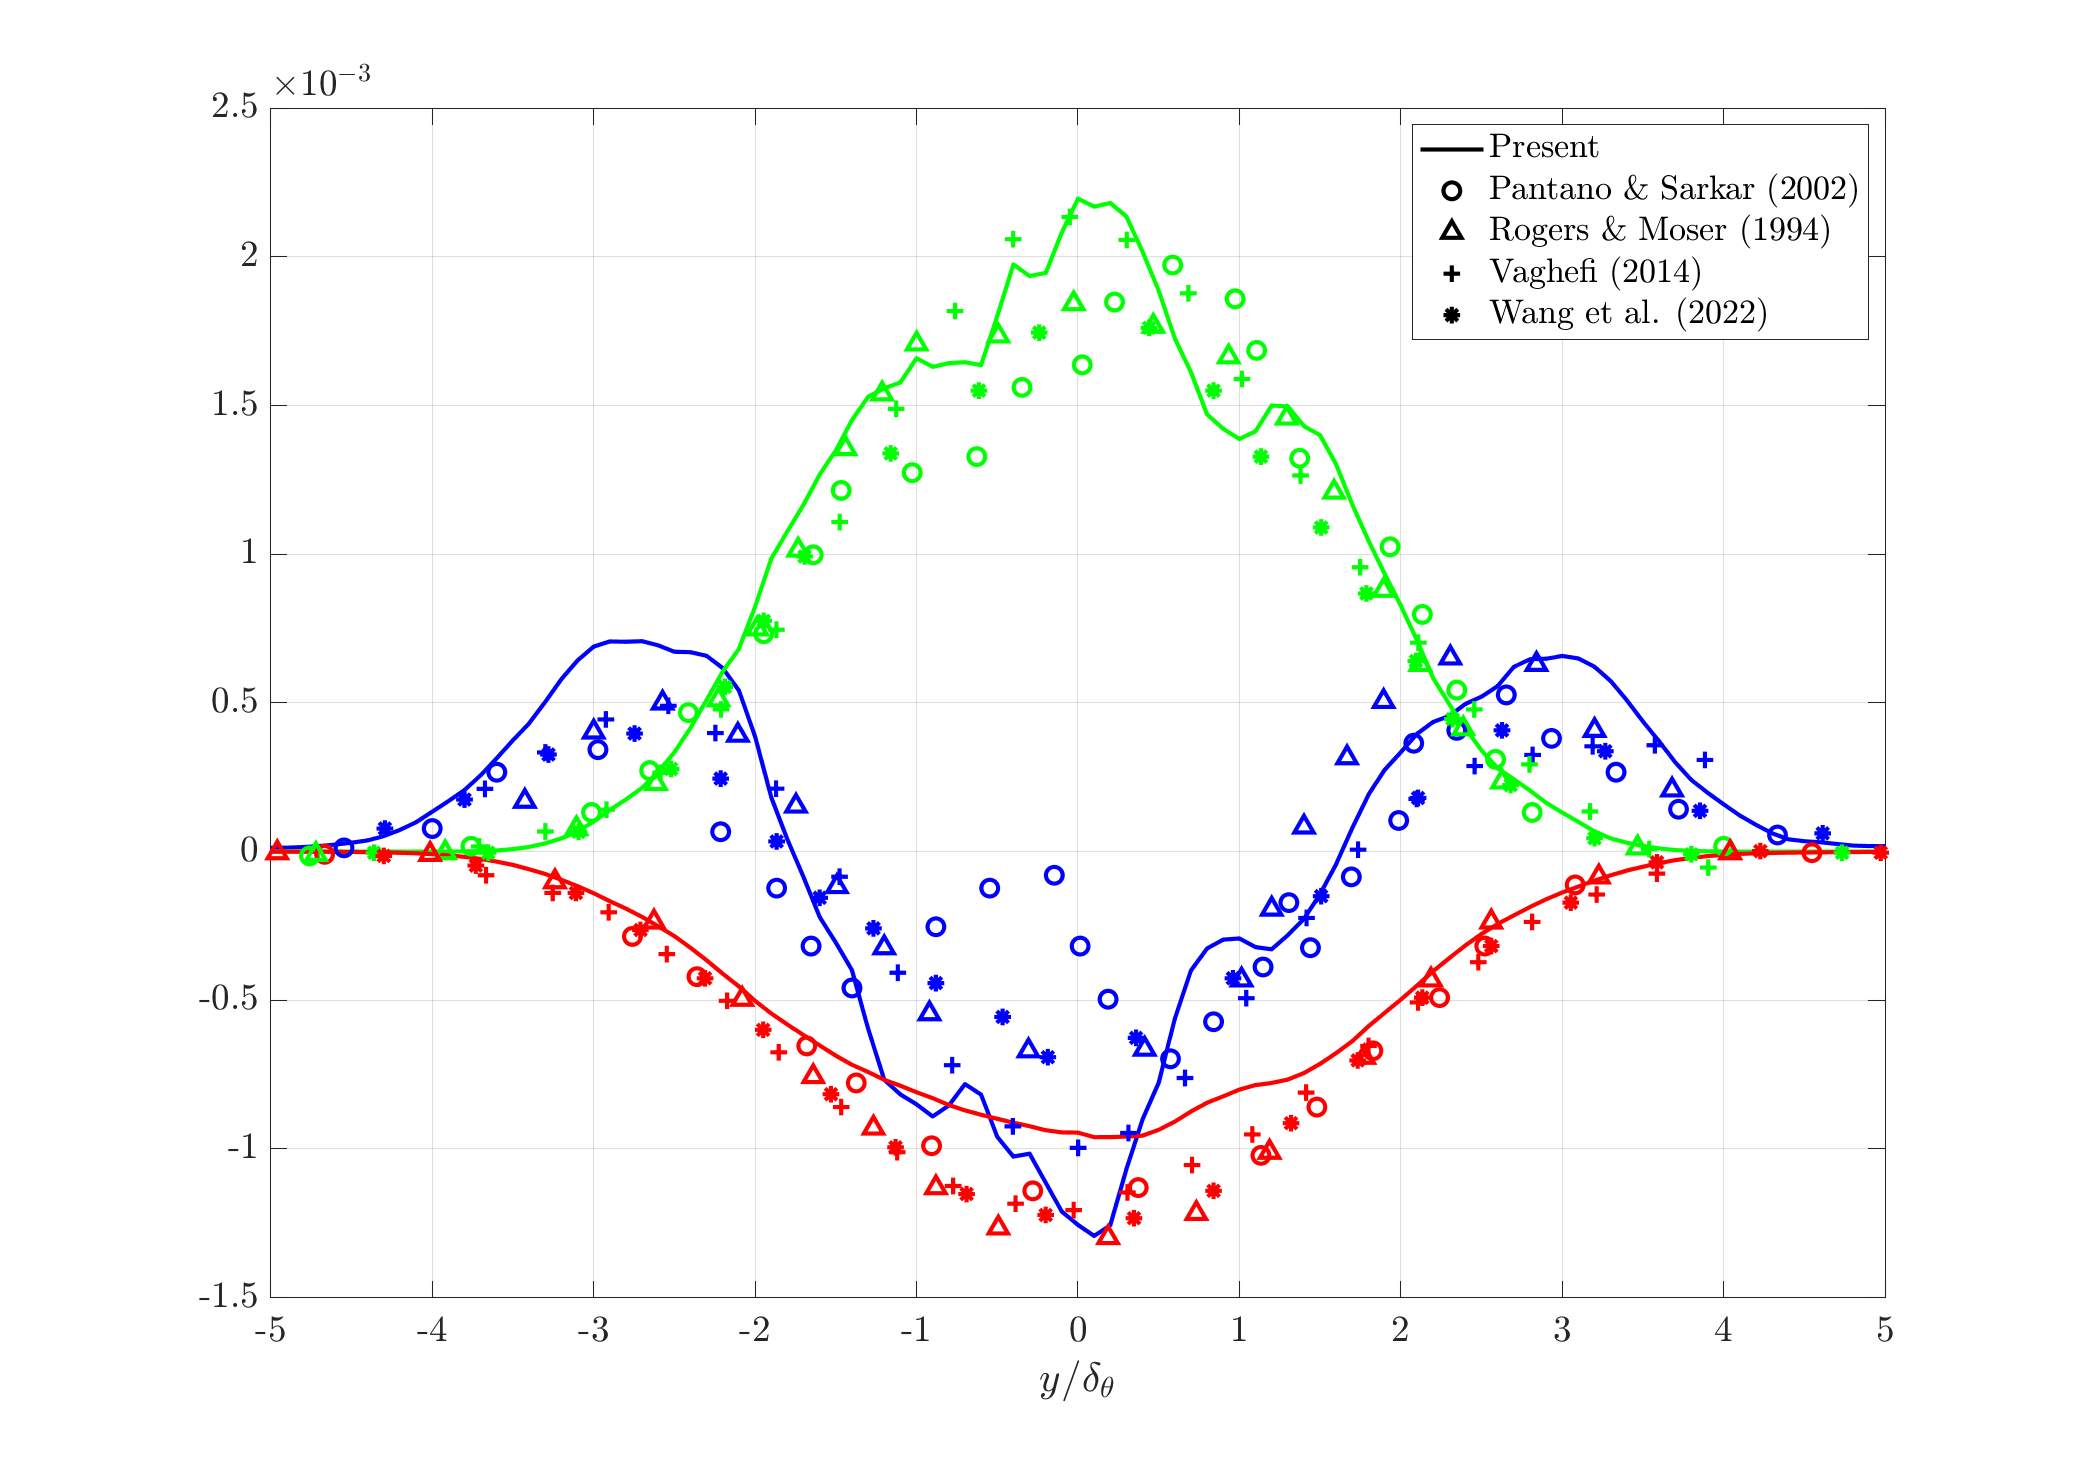 ×10⁻³
2.5
2
1.5
1
0.5
0
-0.5
-1
-1.5
-5 -4 -3 -2 -1 0 1 2 3 4 5
y/δ_θ
Present
Pantano & Sarkar (2002)
Rogers & Moser (1994)
Vaghefi (2014)
Wang et al. (2022)